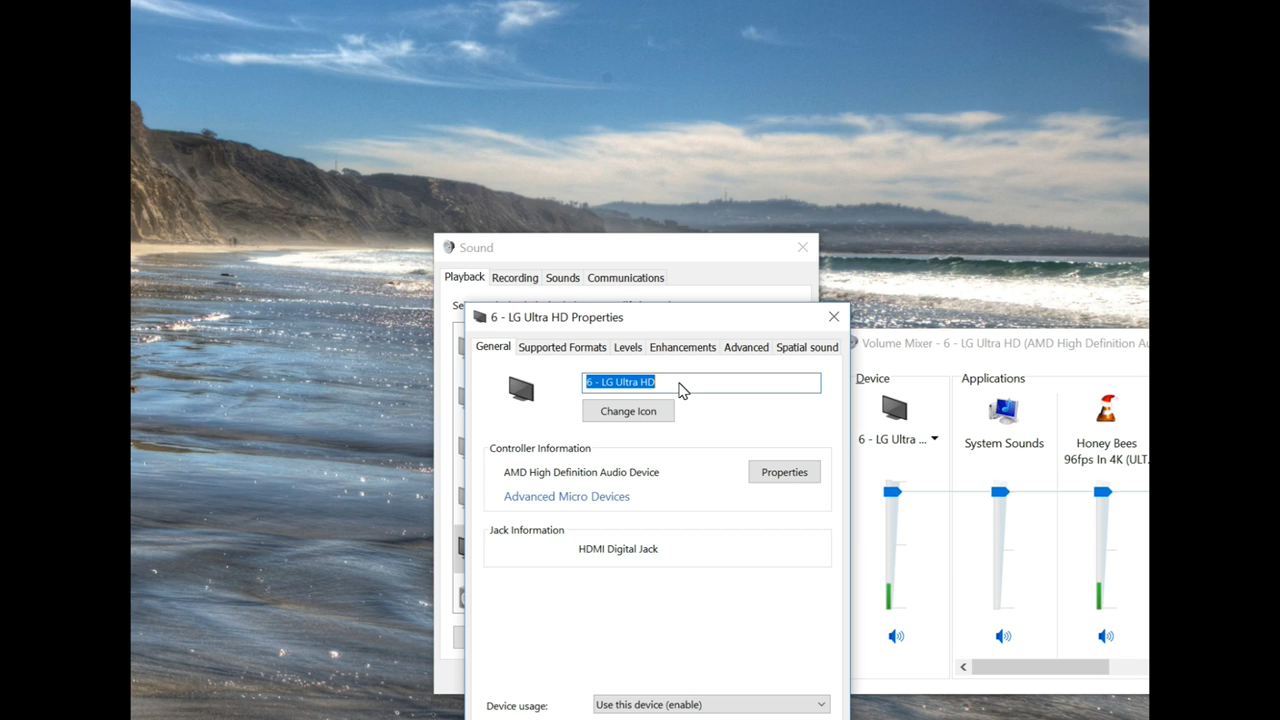 Sound
Playback Recording Sounds Communications
6 - LG Ultra HD Properties
General Supported Formats Levels Enhancements Advanced Spatial sound
6 - LG Ultra HD
Change Icon
Controller Information
AMD High Definition Audio Device
Properties
Advanced Micro Devices
Jack Information
HDMI Digital Jack
Device usage:
Use this device (enable)
Volume Mixer - 6 - LG Ultra HD (AMD High Definition Au
Device
Applications
6 - LG Ultra ...
System Sounds
Honey Bees
96fps In 4K (ULT.